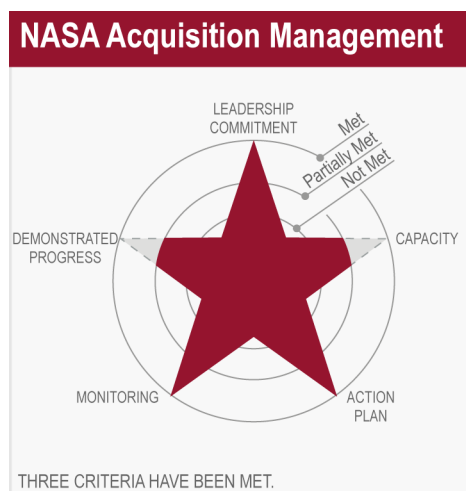 NASA Acquisition Management
LEADERSHIP
COMMITMENT
Met
Partially Met
Not Met
DEMONSTRATED
PROGRESS
CAPACITY
MONITORING
ACTION
PLAN
THREE CRITERIA HAVE BEEN MET.